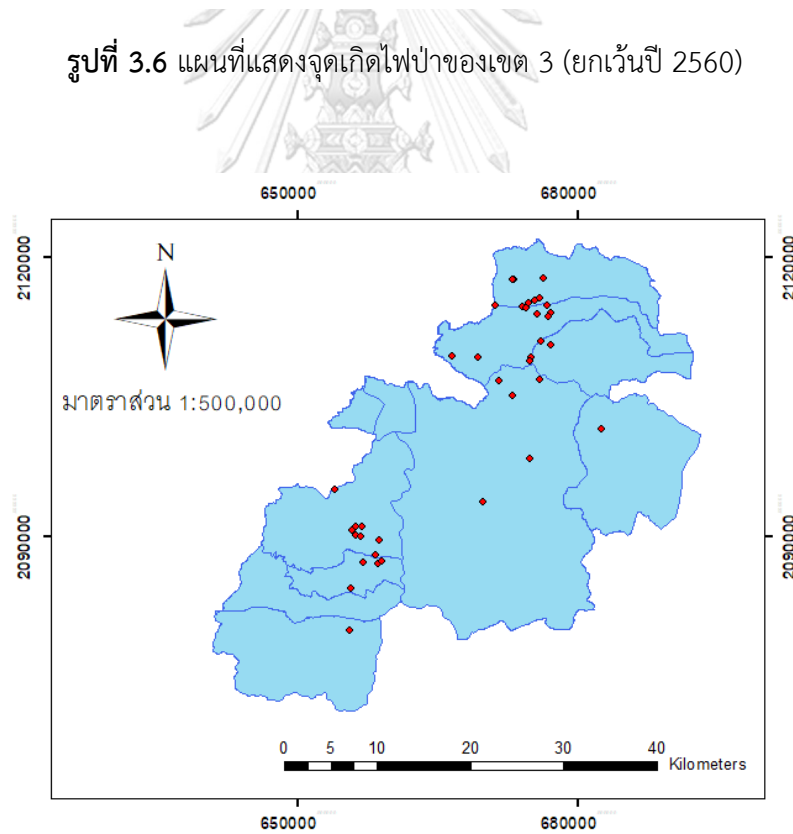 รูปที่ 3.6 แผนที่แสดงจุดเกิดไฟป่าของเขต 3 (ยกเว้นปี 2560)
650000 680000
2120000 2120000
N
มาตราส่วน 1:500,000
2090000 2090000
0 5 10 20 30 40
Kilometers
650000 680000